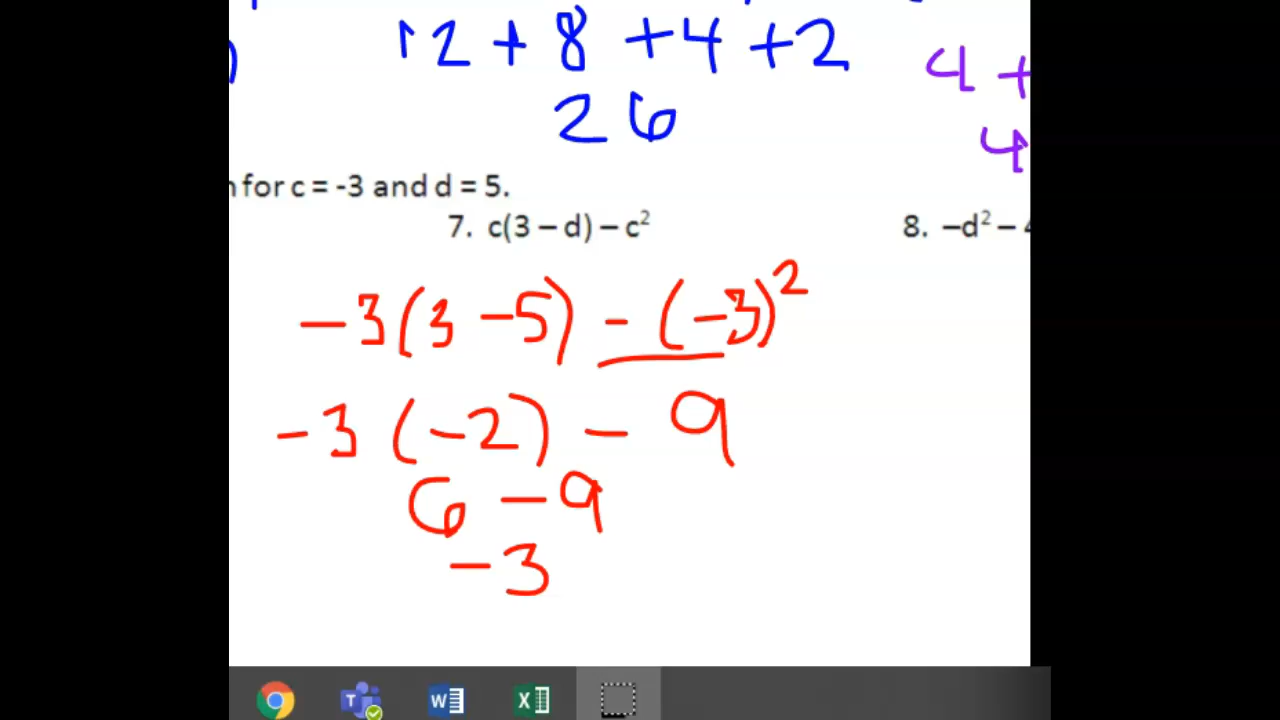 12 + 8 + 4 + 2
26
4 +
4
for c = -3 and d = 5.
7. c(3 – d) – c²
8. –d² –
-3(3 -5) - (-3)²
-3 (-2) - 9
6 - 9
-3